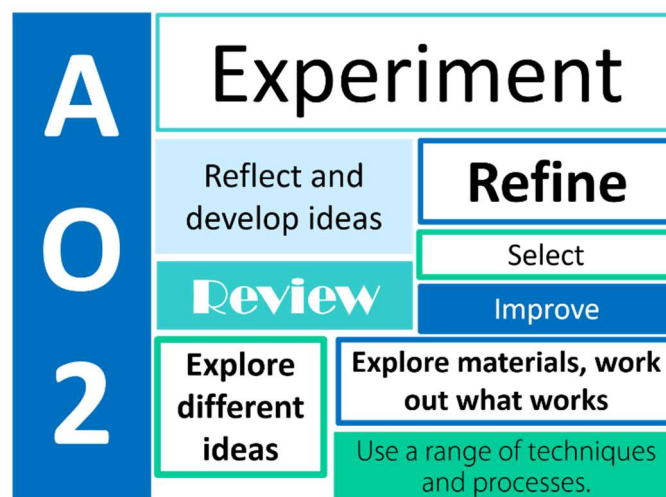 AO2
Experiment
Reflect and
develop ideas
Refine
Select
Review
Improve
Explore
different
ideas
Explore materials, work
out what works
Use a range of techniques
and processes.